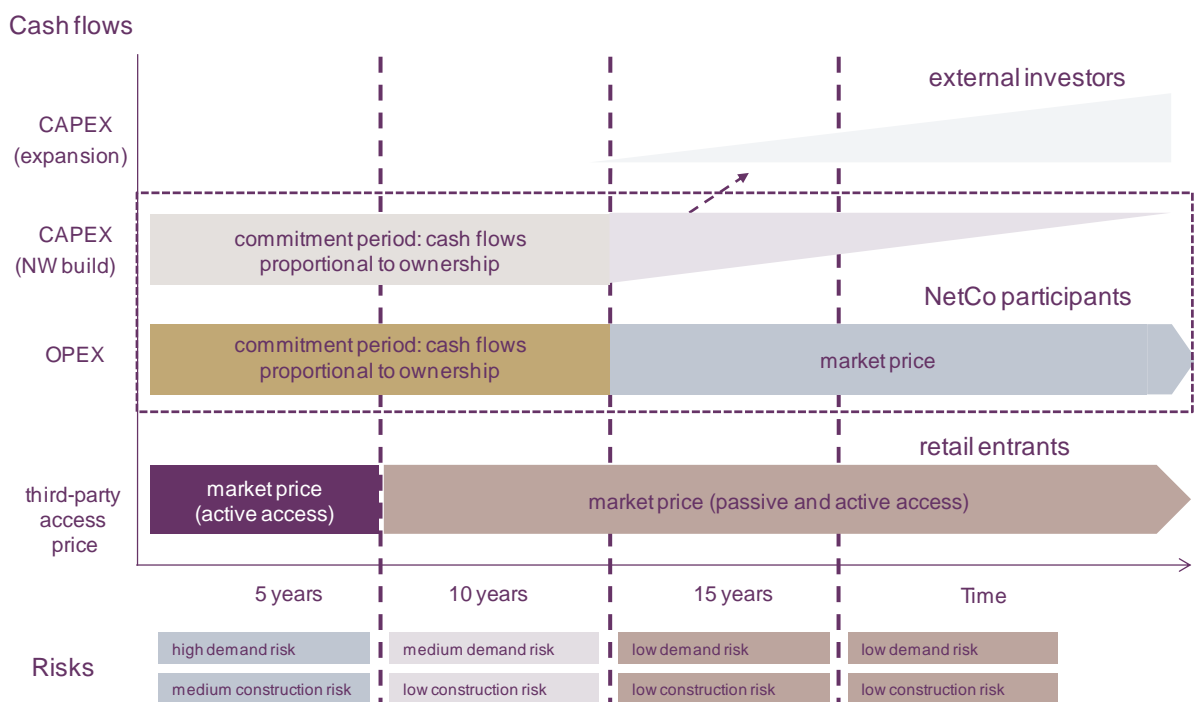 Cash flows
external investors
CAPEX
(expansion)
CAPEX
(NW build)
commitment period: cash flows
proportional to ownership
NetCo participants
OPEX
commitment period: cash flows
proportional to ownership
market price
retail entrants
third-party
access
price
market price
(active access)
market price (passive and active access)
5 years
10 years
15 years
Time
Risks
high demand risk
medium demand risk
low demand risk
low demand risk
medium construction risk
low construction risk
low construction risk
low construction risk